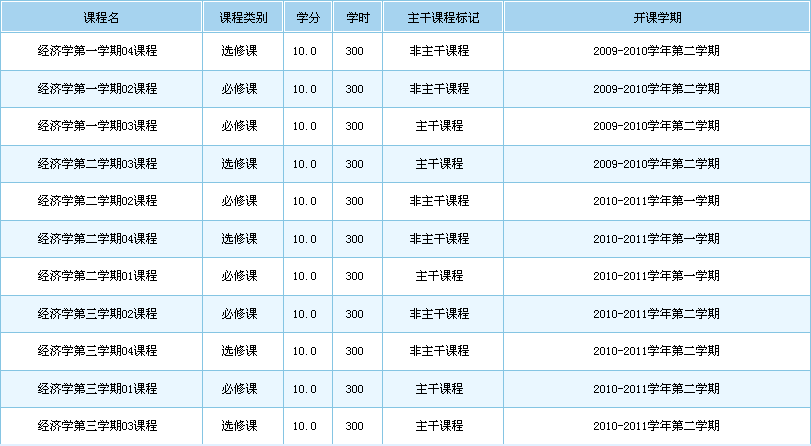 课程名 课程类别 学分 学时 主干课程标记 开课学期
经济学第一学期04课程 选修课 10.0 300 非主干课程 2009-2010学年第二学期
经济学第一学期02课程 必修课 10.0 300 非主干课程 2009-2010学年第二学期
经济学第一学期03课程 必修课 10.0 300 主干课程 2009-2010学年第二学期
经济学第二学期03课程 选修课 10.0 300 主干课程 2009-2010学年第二学期
经济学第二学期02课程 必修课 10.0 300 非主干课程 2010-2011学年第一学期
经济学第二学期04课程 选修课 10.0 300 非主干课程 2010-2011学年第一学期
经济学第二学期01课程 必修课 10.0 300 主干课程 2010-2011学年第一学期
经济学第三学期02课程 必修课 10.0 300 非主干课程 2010-2011学年第二学期
经济学第三学期04课程 选修课 10.0 300 非主干课程 2010-2011学年第二学期
经济学第三学期01课程 必修课 10.0 300 主干课程 2010-2011学年第二学期
经济学第三学期03课程 选修课 10.0 300 主干课程 2010-2011学年第二学期